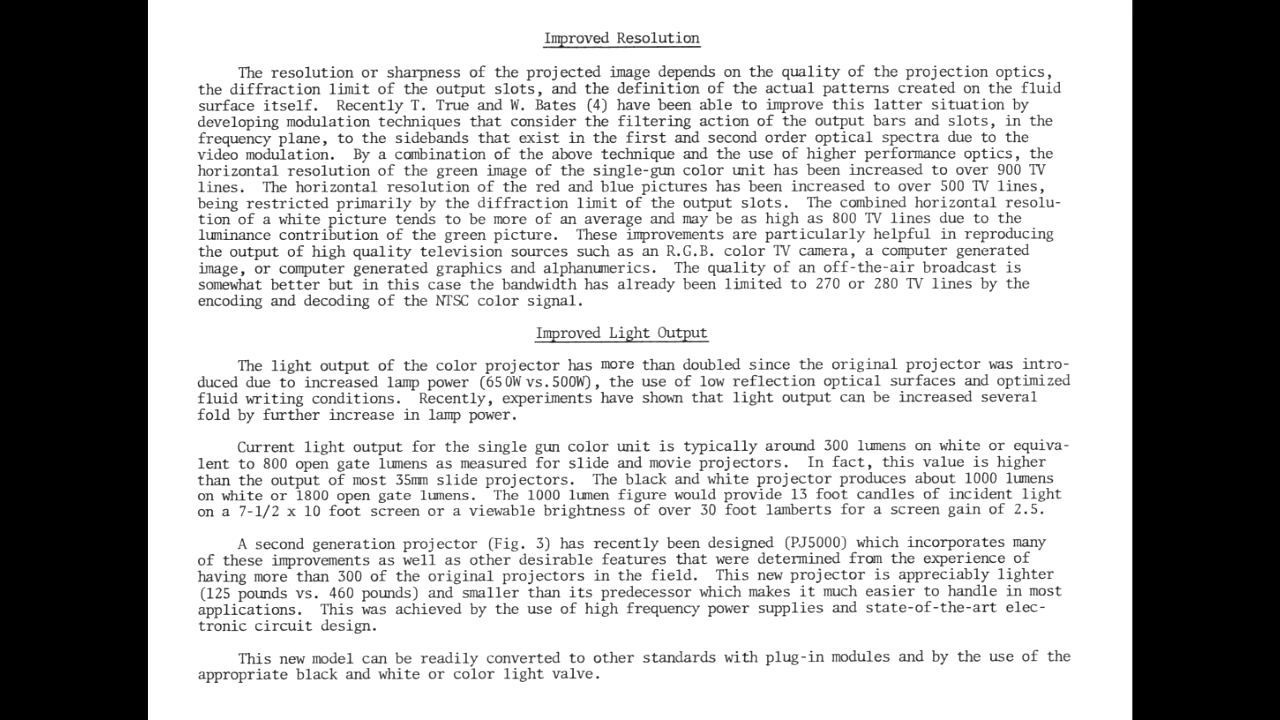 Improved Resolution
The resolution or sharpness of the projected image depends on the quality of the projection optics,
the diffraction limit of the output slots, and the definition of the actual patterns created on the fluid
surface itself. Recently T. True and W. Bates (4) have been able to improve this latter situation by
developing modulation techniques that consider the filtering action of the output bars and slots, in the
frequency plane, to the sidebands that exist in the first and second order optical spectra due to the
video modulation. By a combination of the above technique and the use of higher performance optics, the
horizontal resolution of the green image of the single-gun color unit has been increased to over 900 TV
lines. The horizontal resolution of the red and blue pictures has been increased to over 500 TV lines,
being restricted primarily by the diffraction limit of the output slots. The combined horizontal resolu-
tion of a white picture tends to be more of an average and may be as high as 800 TV lines due to the
luminance contribution of the green picture. These improvements are particularly helpful in reproducing
the output of high quality television sources such as an R.G.B. color TV camera, a computer generated
image, or computer generated graphics and alphanumerics. The quality of an off-the-air broadcast is
somewhat better but in this case the bandwidth has already been limited to 270 or 280 TV lines by the
encoding and decoding of the NTSC color signal.
Improved Light Output
The light output of the color projector has more than doubled since the original projector was intro-
duced due to increased lamp power (650W vs.500W), the use of low reflection optical surfaces and optimized
fluid writing conditions. Recently, experiments have shown that light output can be increased several
fold by further increase in lamp power.
Current light output for the single gun color unit is typically around 300 lumens on white or equiva-
lent to 800 open gate lumens as measured for slide and movie projectors. In fact, this value is higher
than the output of most 35mm slide projectors. The black and white projector produces about 1000 lumens
on white or 1800 open gate lumens. The 1000 lumen figure would provide 13 foot candles of incident light
on a 7-1/2 x 10 foot screen or a viewable brightness of over 30 foot lamberts for a screen gain of 2.5.
A second generation projector (Fig. 3) has recently been designed (PJ5000) which incorporates many
of these improvements as well as other desirable features that were determined from the experience of
having more than 300 of the original projectors in the field. This new projector is appreciably lighter
(125 pounds vs. 460 pounds) and smaller than its predecessor which makes it much easier to handle in most
applications. This was achieved by the use of high frequency power supplies and state-of-the-art elec-
tronic circuit design.
This new model can be readily converted to other standards with plug-in modules and by the use of the
appropriate black and white or color light valve.